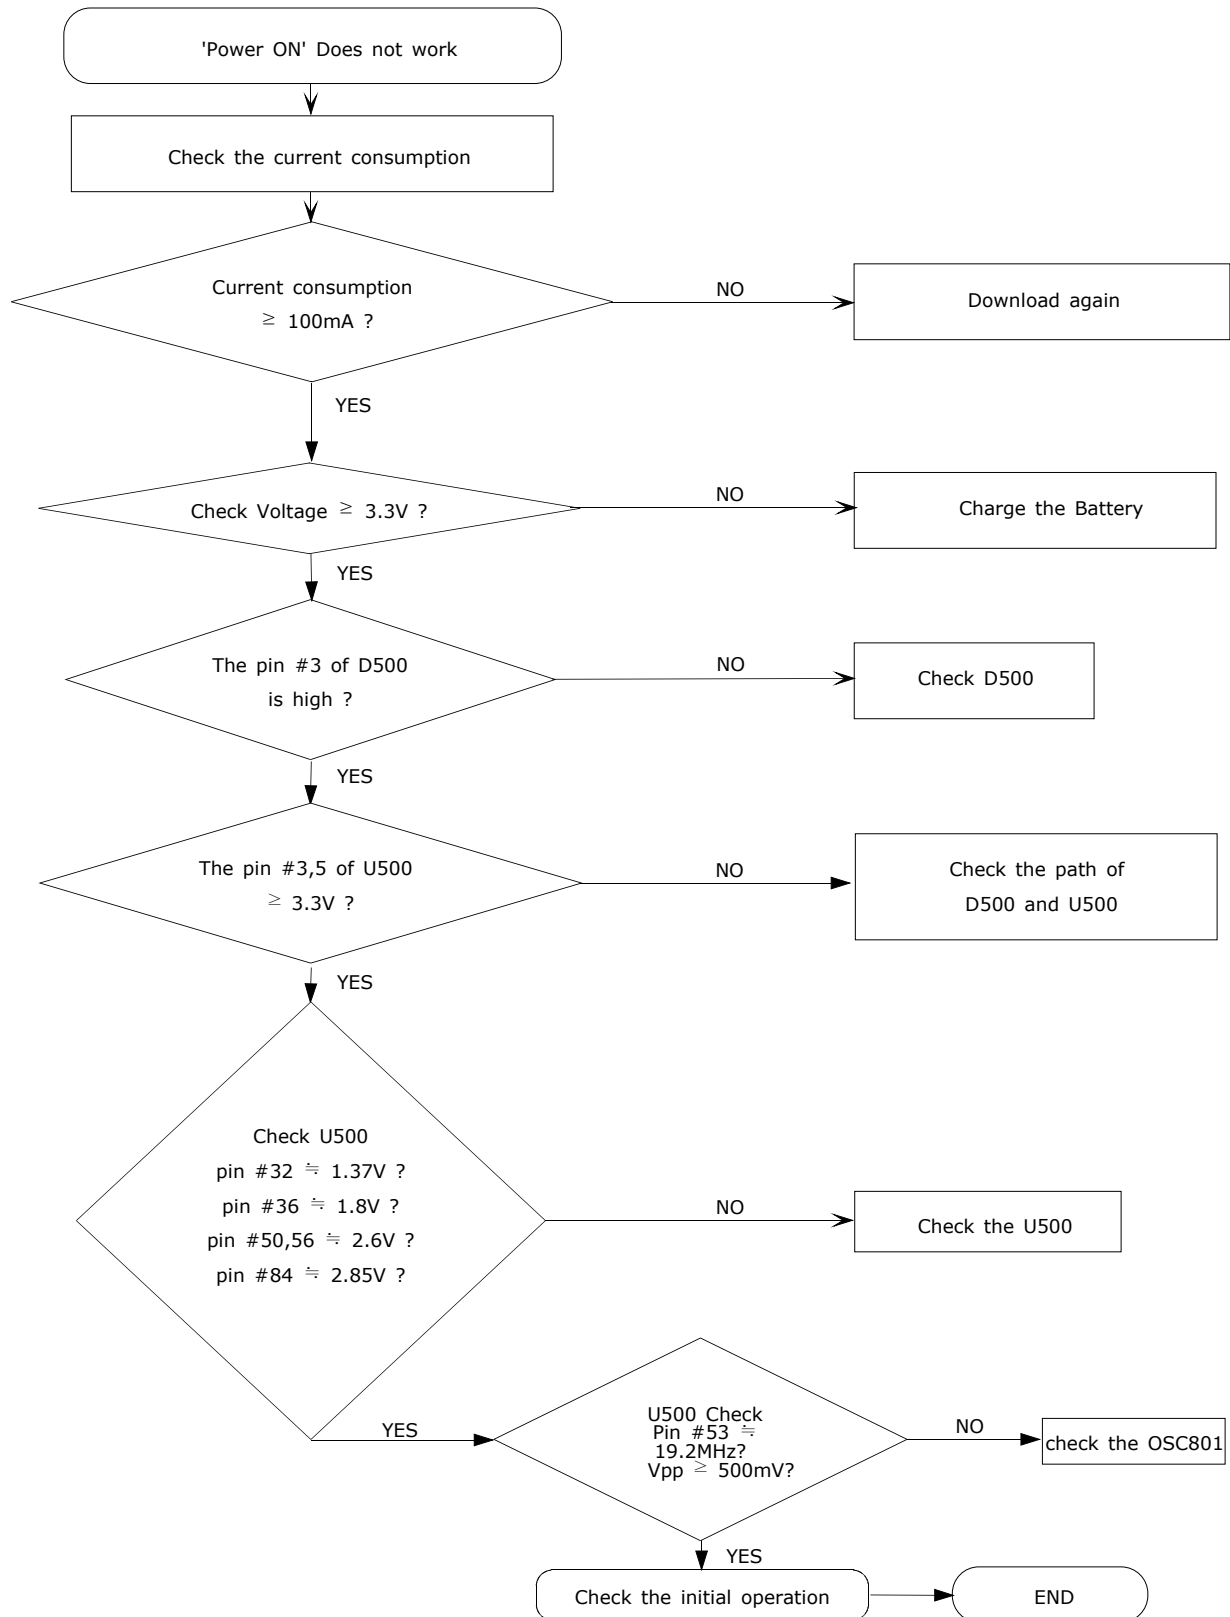 'Power ON' Does not work
Check the current consumption
Current consumption
≧ 100mA ?
NO
Download again
YES
Check Voltage ≧ 3.3V ?
NO
Charge the Battery
YES
The pin #3 of D500
is high ?
NO
Check D500
YES
The pin #3,5 of U500
≧ 3.3V ?
NO
Check the path of
D500 and U500
YES
Check U500
pin #32 ≒ 1.37V ?
pin #36 ≒ 1.8V ?
pin #50,56 ≒ 2.6V ?
pin #84 ≒ 2.85V ?
NO
Check the U500
YES
U500 Check
Pin #53 ≒
19.2MHz?
Vpp ≧ 500mV?
NO
check the OSC801
YES
Check the initial operation
END